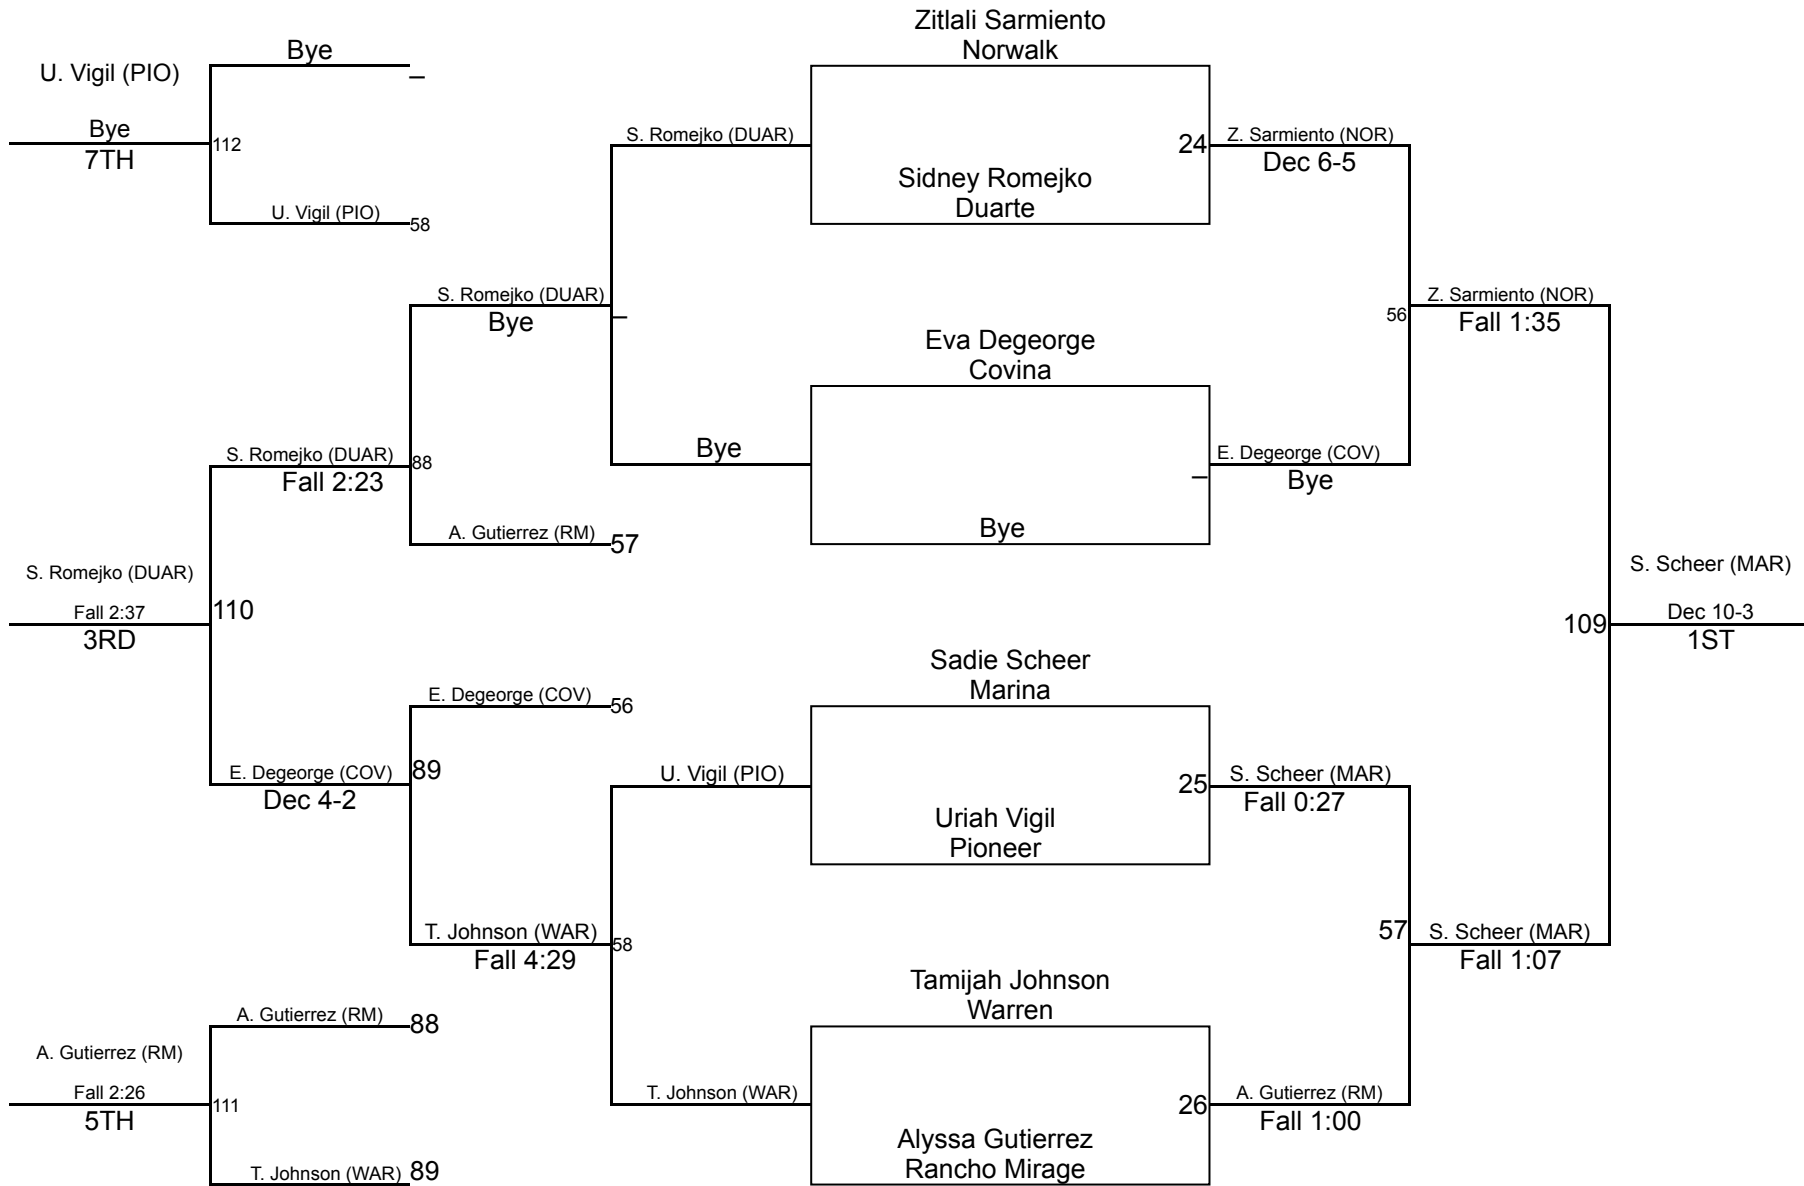 Zitlali Sarmiento
Norwalk
Bye
U. Vigil (PIO)
–
Bye
7TH
112
U. Vigil (PIO)
58
S. Romejko (DUAR)
24
Z. Sarmiento (NOR)
Dec 6-5
Sidney Romejko
Duarte
S. Romejko (DUAR)
Bye
–
56
Z. Sarmiento (NOR)
Fall 1:35
Eva Degeorge
Covina
S. Romejko (DUAR)
Fall 2:23
88
Bye
–
E. Degeorge (COV)
Bye
A. Gutierrez (RM)
57
Bye
S. Romejko (DUAR)
Fall 2:37
3RD
110
109
S. Scheer (MAR)
Dec 10-3
1ST
Sadie Scheer
Marina
E. Degeorge (COV)
56
E. Degeorge (COV)
Dec 4-2
89
U. Vigil (PIO)
25
S. Scheer (MAR)
Fall 0:27
Uriah Vigil
Pioneer
T. Johnson (WAR)
Fall 4:29
58
57
S. Scheer (MAR)
Fall 1:07
Tamijah Johnson
Warren
A. Gutierrez (RM)
88
A. Gutierrez (RM)
Fall 2:26
5TH
111
T. Johnson (WAR)
26
A. Gutierrez (RM)
Fall 1:00
Alyssa Gutierrez
Rancho Mirage
T. Johnson (WAR)
89